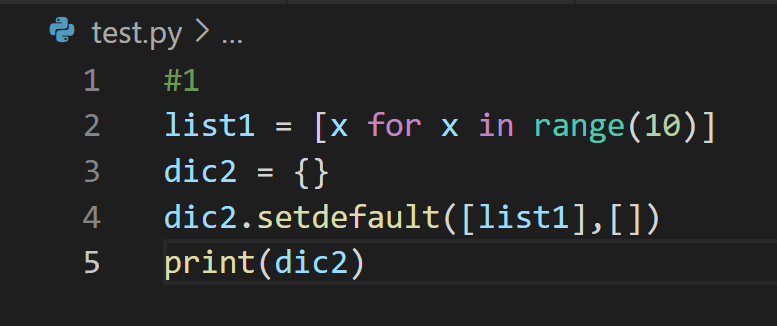 test.py > ...
1 #1
2 list1 = [x for x in range(10)]
3 dic2 = {}
4 dic2.setdefault([list1],[])
5 print(dic2)